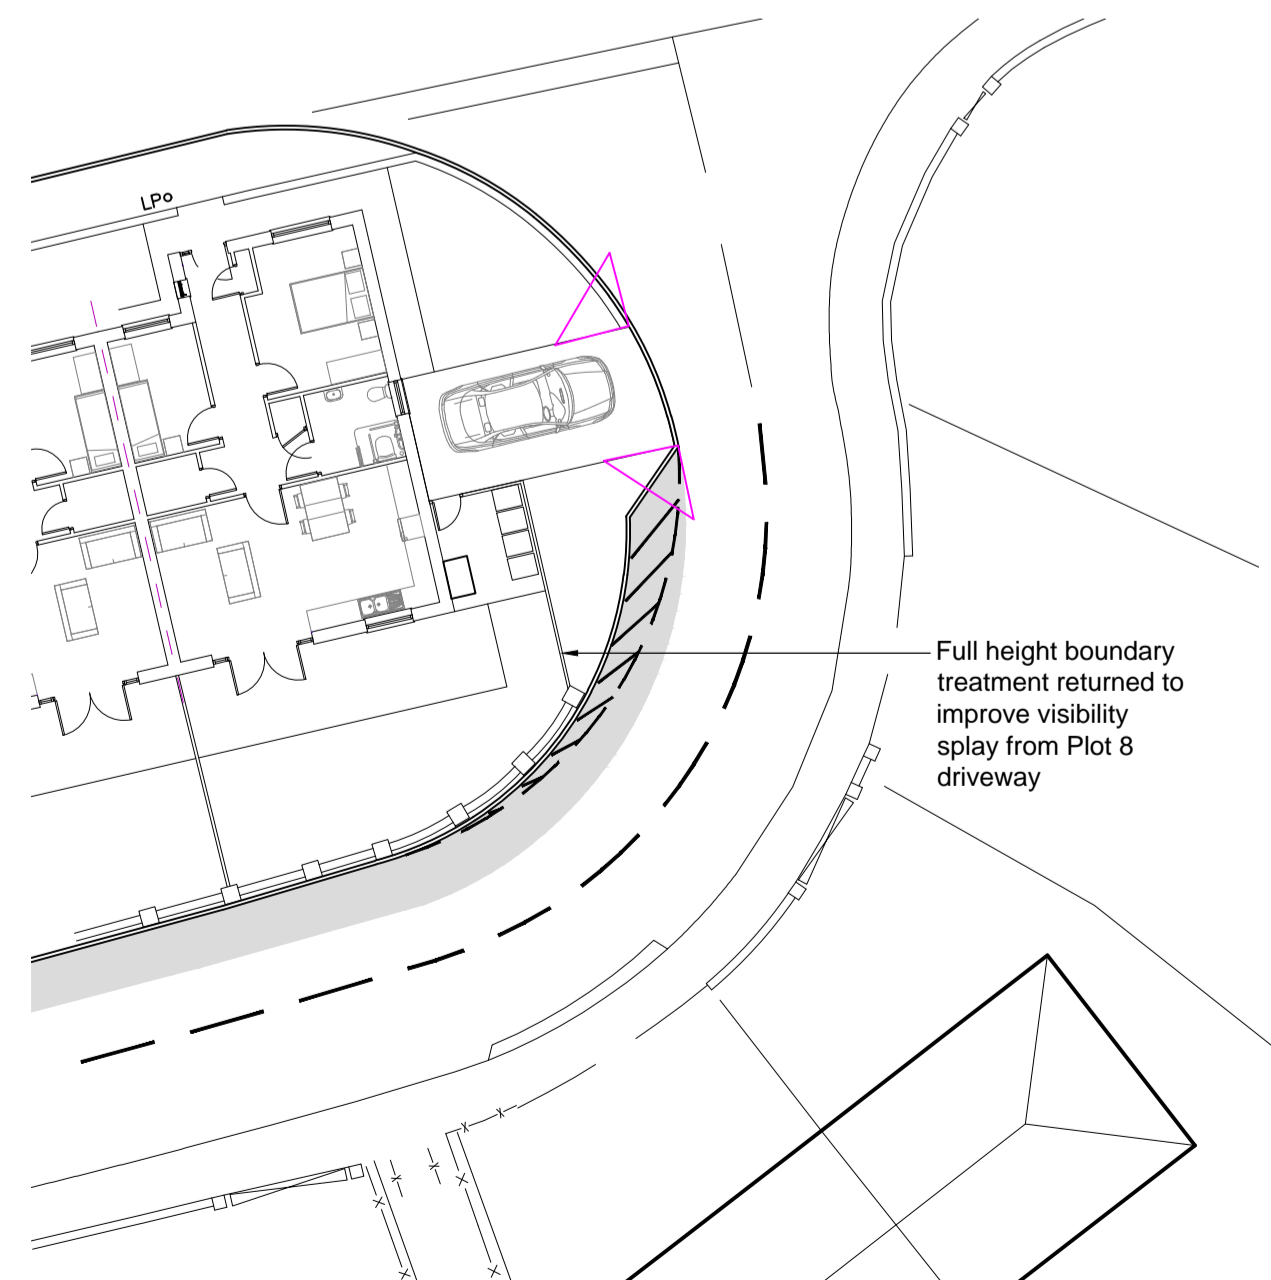 LPo
Full height boundary
treatment returned to
improve visibility
splay from Plot 8
driveway